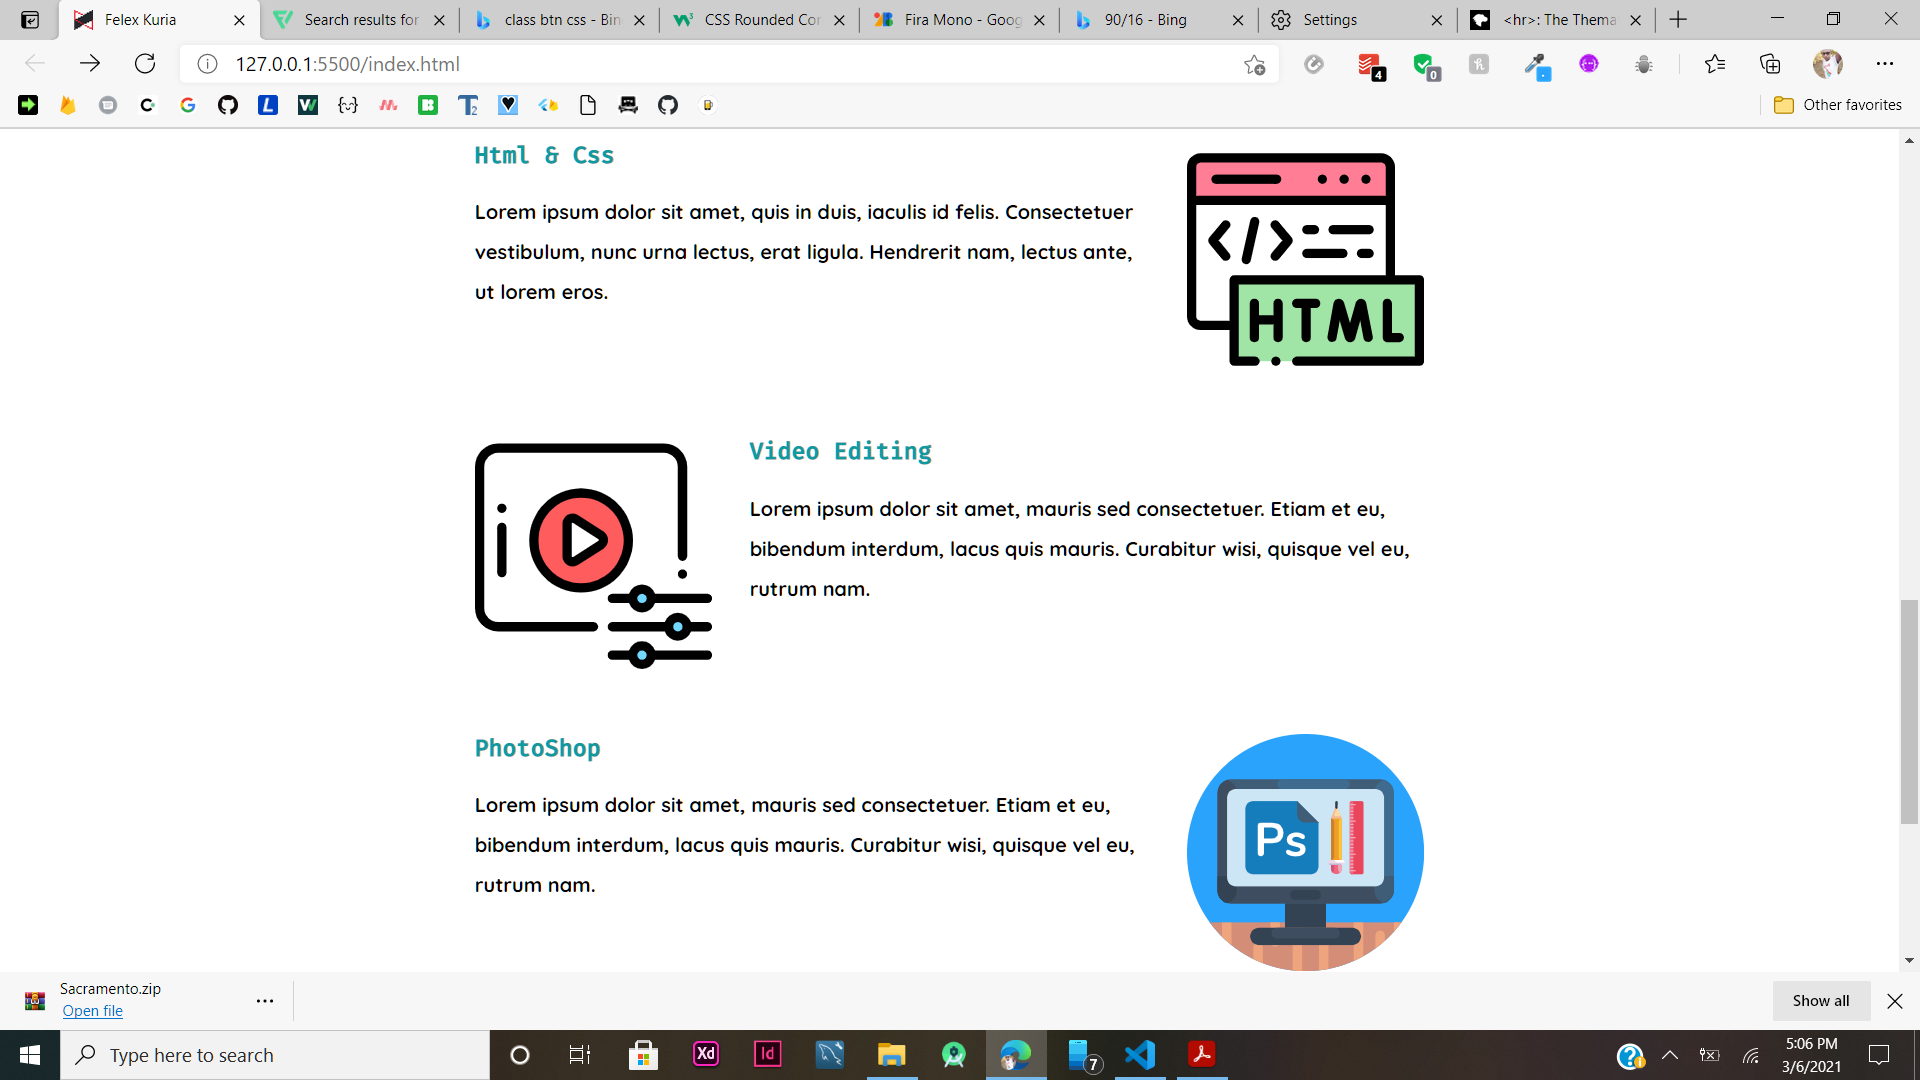 Felex Kuria
Search results for
class btn css - Bin
CSS Rounded Cor
Fira Mono - Goog
90/16 - Bing
Settings
<hr>: The Thema
127.0.0.1:5500/index.html
4
0
Other favorites
Html & Css
Lorem ipsum dolor sit amet, quis in duis, iaculis id felis. Consectetuer
vestibulum, nunc urna lectus, erat ligula. Hendrerit nam, lectus ante,
ut lorem eros.
HTML
Video Editing
Lorem ipsum dolor sit amet, mauris sed consectetuer. Etiam et eu,
bibendum interdum, lacus quis mauris. Curabitur wisi, quisque vel eu,
rutrum nam.
PhotoShop
Lorem ipsum dolor sit amet, mauris sed consectetuer. Etiam et eu,
bibendum interdum, lacus quis mauris. Curabitur wisi, quisque vel eu,
rutrum nam.
Ps
Sacramento.zip
Open file
Show all
Type here to search
Xd
Id
7
5:06 PM
3/6/2021